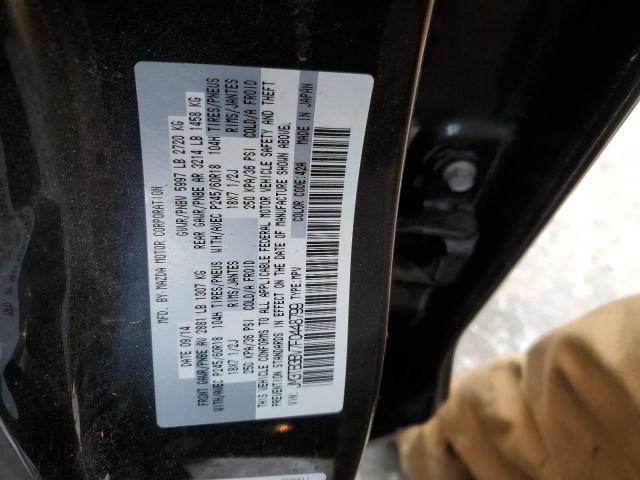 MFD. BY MAZDA MOTOR CORPORATION
DATE 09/14 GVWR/PNBV 5997 LB 2720 KG
FRONT GAWR/PNBE AV 2881 LB 1307 KG REAR GAWR/PNBE AR 3214 LB 1458 KG
WITH/AVEC P245/60R18 104H TIRES/PNEUS WITH/AVEC P245/60R18 104H TIRES/PNEUS
18X7 1/2J RIMS/JANTES 18X7 1/2J RIMS/JANTES
250 KPA/36 PSI COLD/A FROID 250 KPA/36 PSI COLD/A FROID
THIS VEHICLE CONFORMS TO ALL APPLICABLE FEDERAL MOTOR VEHICLE SAFETY AND THEFT
PREVENTION STANDARDS IN EFFECT ON THE DATE OF MANUFACTURE SHOWN ABOVE.
VIN: JM3TB3BV7F0448799 TYPE:MPV COLOR CODE:42A MADE IN JAPAN